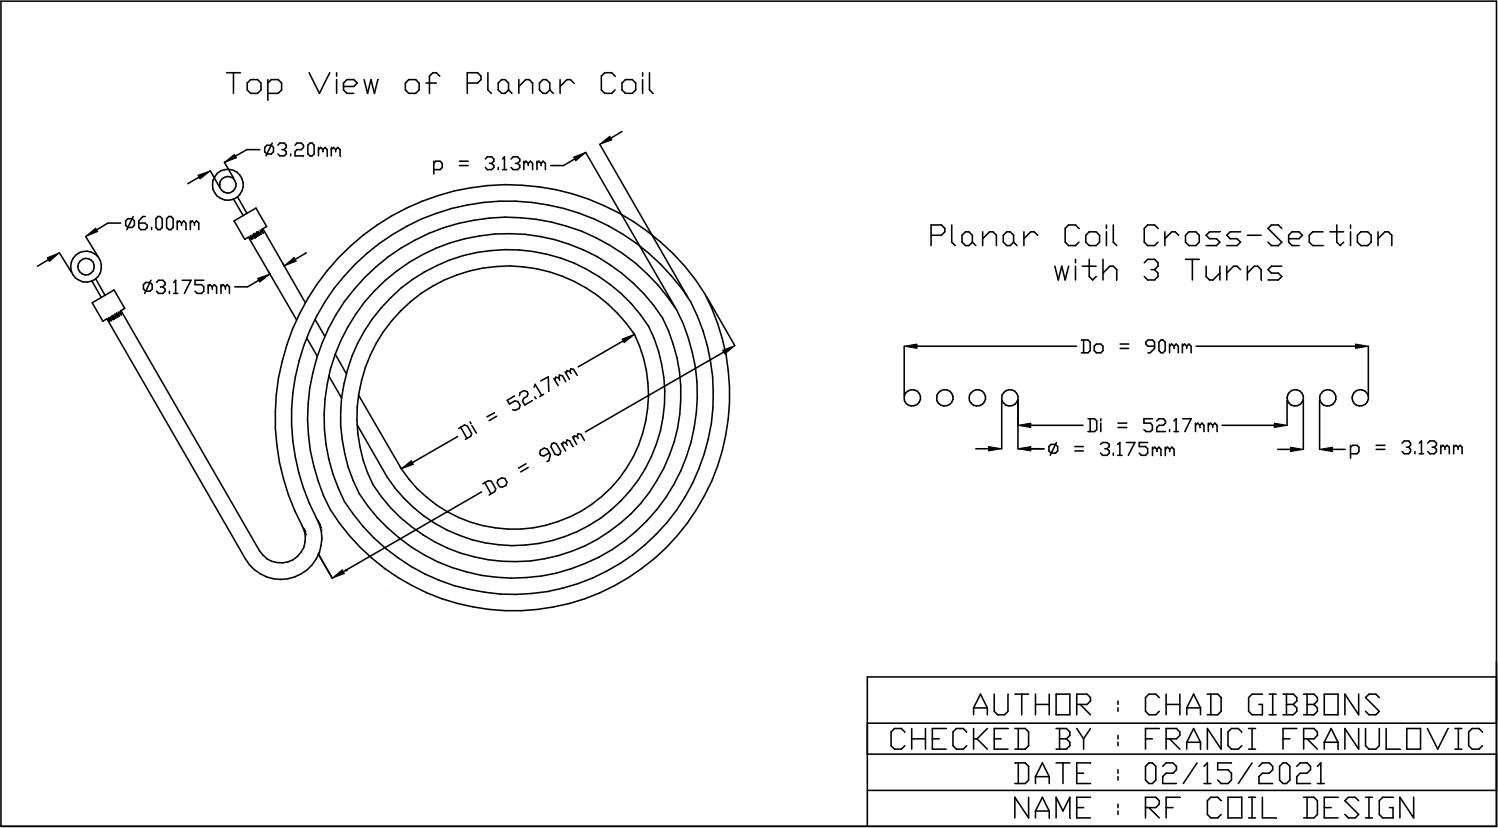 Top View of Planar Coil
ø3.20mm
p = 3.13mm
ø6.00mm
ø3.175mm
Di = 52.17mm
Do = 90mm
Planar Coil Cross-Section
with 3 Turns
Do = 90mm
Di = 52.17mm
ø = 3.175mm
p = 3.13mm
AUTHOR : CHAD GIBBONS
CHECKED BY : FRANCI FRANULOVIC
DATE : 02/15/2021
NAME : RF COIL DESIGN